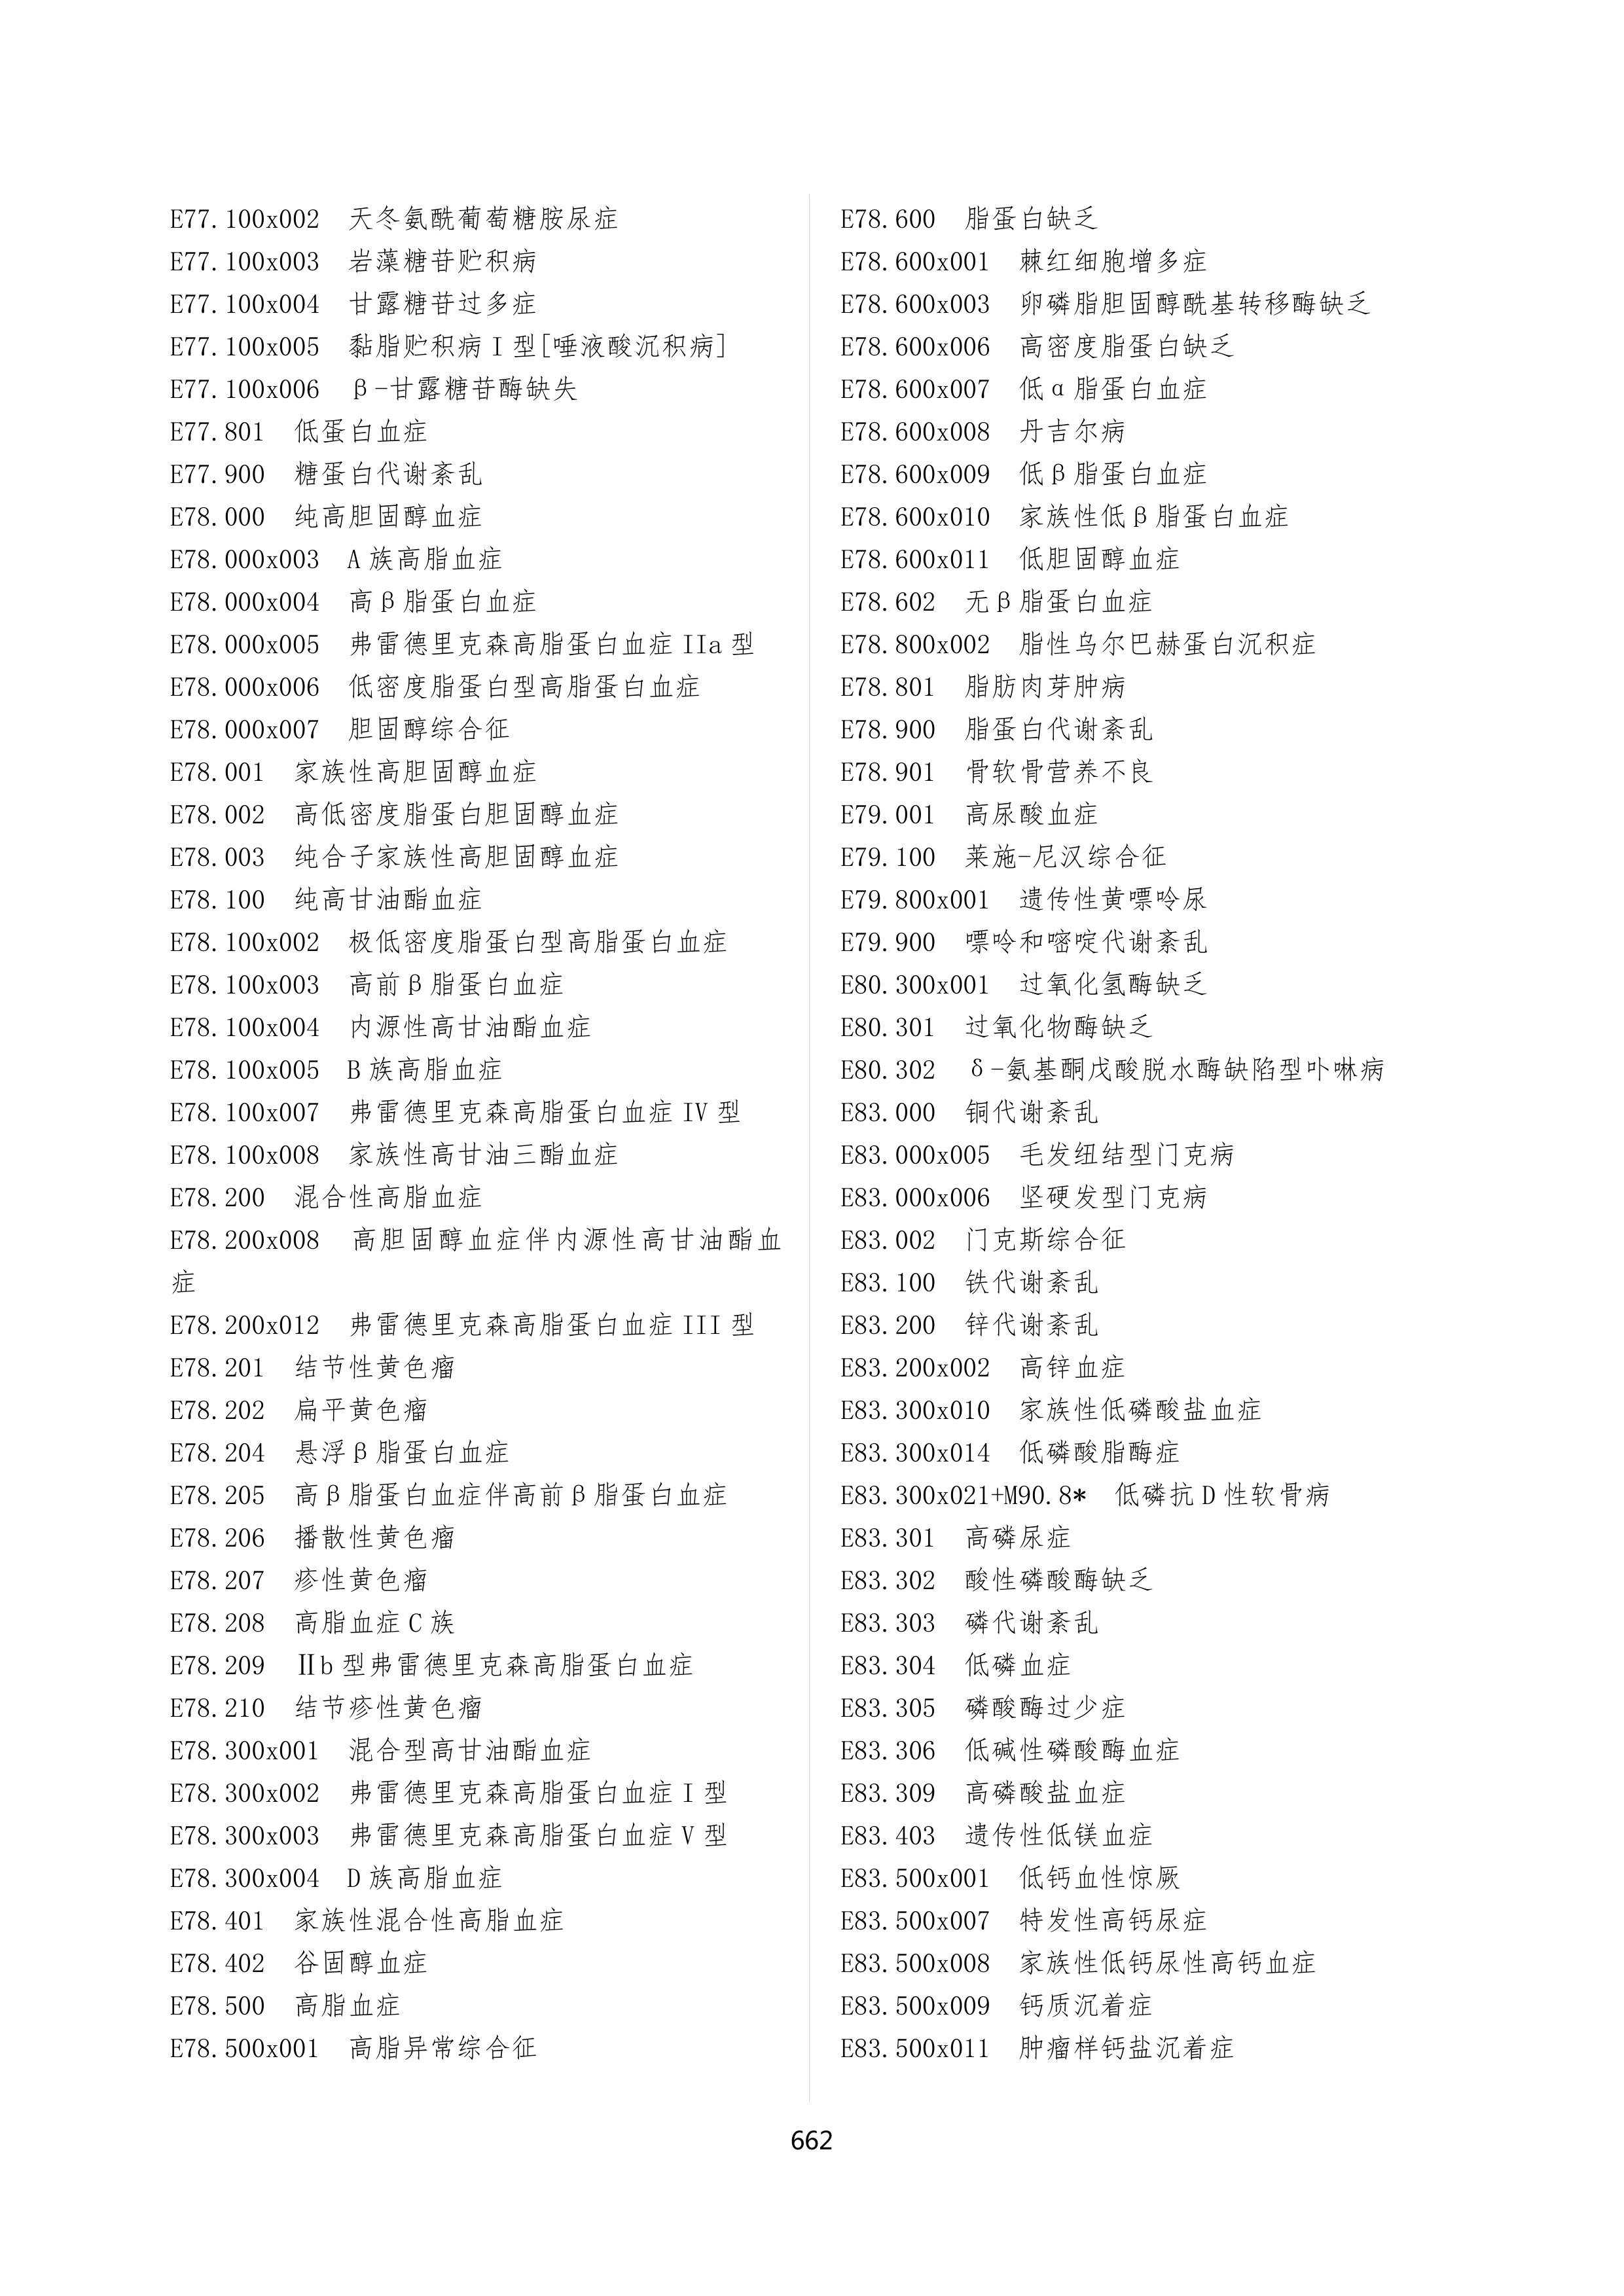 E77.100x002 天冬氨酰葡萄糖胺尿症
E77.100x003 岩藻糖苷贮积病
E77.100x004 甘露糖苷过多症
E77.100x005 黏脂贮积病 I 型[唾液酸沉积病]
E77.100x006 β-甘露糖苷酶缺失
E77.801 低蛋白血症
E77.900 糖蛋白代谢紊乱
E78.000 纯高胆固醇血症
E78.000x003 A 族高脂血症
E78.000x004 高β脂蛋白血症
E78.000x005 弗雷德里克森高脂蛋白血症 IIa 型
E78.000x006 低密度脂蛋白型高脂蛋白血症
E78.000x007 胆固醇综合征
E78.001 家族性高胆固醇血症
E78.002 高低密度脂蛋白胆固醇血症
E78.003 纯合子家族性高胆固醇血症
E78.100 纯高甘油酯血症
E78.100x002 极低密度脂蛋白型高脂蛋白血症
E78.100x003 高前β脂蛋白血症
E78.100x004 内源性高甘油酯血症
E78.100x005 B 族高脂血症
E78.100x007 弗雷德里克森高脂蛋白血症 IV 型
E78.100x008 家族性高甘油三酯血症
E78.200 混合性高脂血症
E78.200x008 高胆固醇血症伴内源性高甘油酯血
症
E78.200x012 弗雷德里克森高脂蛋白血症 III 型
E78.201 结节性黄色瘤
E78.202 扁平黄色瘤
E78.204 悬浮β脂蛋白血症
E78.205 高β脂蛋白血症伴高前β脂蛋白血症
E78.206 播散性黄色瘤
E78.207 疹性黄色瘤
E78.208 高脂血症 C 族
E78.209 Ⅱb 型弗雷德里克森高脂蛋白血症
E78.210 结节疹性黄色瘤
E78.300x001 混合型高甘油酯血症
E78.300x002 弗雷德里克森高脂蛋白血症 I 型
E78.300x003 弗雷德里克森高脂蛋白血症 V 型
E78.300x004 D 族高脂血症
E78.401 家族性混合性高脂血症
E78.402 谷固醇血症
E78.500 高脂血症
E78.500x001 高脂异常综合征
E78.600 脂蛋白缺乏
E78.600x001 棘红细胞增多症
E78.600x003 卵磷脂胆固醇酰基转移酶缺乏
E78.600x006 高密度脂蛋白缺乏
E78.600x007 低α脂蛋白血症
E78.600x008 丹吉尔病
E78.600x009 低β脂蛋白血症
E78.600x010 家族性低β脂蛋白血症
E78.600x011 低胆固醇血症
E78.602 无β脂蛋白血症
E78.800x002 脂性乌尔巴赫蛋白沉积症
E78.801 脂肪肉芽肿病
E78.900 脂蛋白代谢紊乱
E78.901 骨软骨营养不良
E79.001 高尿酸血症
E79.100 莱施-尼汉综合征
E79.800x001 遗传性黄嘌呤尿
E79.900 嘌呤和嘧啶代谢紊乱
E80.300x001 过氧化氢酶缺乏
E80.301 过氧化物酶缺乏
E80.302 δ-氨基酮戊酸脱水酶缺陷型卟啉病
E83.000 铜代谢紊乱
E83.000x005 毛发纽结型门克病
E83.000x006 坚硬发型门克病
E83.002 门克斯综合征
E83.100 铁代谢紊乱
E83.200 锌代谢紊乱
E83.200x002 高锌血症
E83.300x010 家族性低磷酸盐血症
E83.300x014 低磷酸脂酶症
E83.300x021+M90.8* 低磷抗 D 性软骨病
E83.301 高磷尿症
E83.302 酸性磷酸酶缺乏
E83.303 磷代谢紊乱
E83.304 低磷血症
E83.305 磷酸酶过少症
E83.306 低碱性磷酸酶血症
E83.309 高磷酸盐血症
E83.403 遗传性低镁血症
E83.500x001 低钙血性惊厥
E83.500x007 特发性高钙尿症
E83.500x008 家族性低钙尿性高钙血症
E83.500x009 钙质沉着症
E83.500x011 肿瘤样钙盐沉着症
662